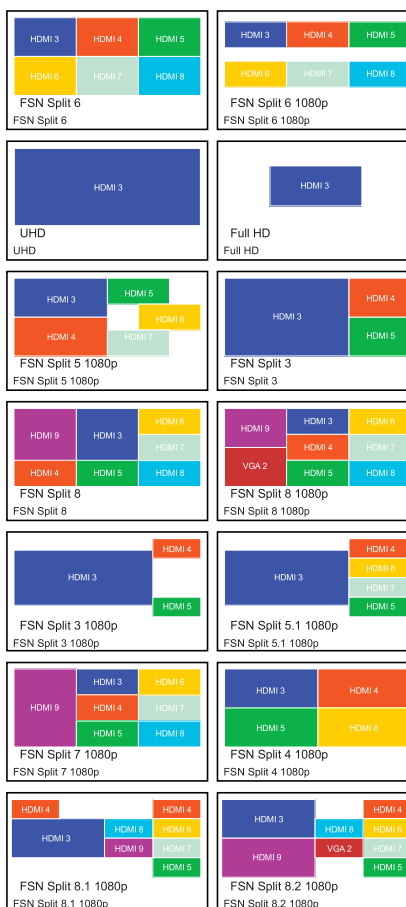 HDMI 3 HDMI 4 HDMI 5
HDMI 6 HDMI 7 HDMI 8
FSN Split 6
FSN Split 6
HDMI 3 HDMI 4 HDMI 5
HDMI 6 HDMI 7 HDMI 8
FSN Split 6 1080p
FSN Split 6 1080p
HDMI 3
UHD
UHD
HDMI 3
Full HD
Full HD
HDMI 3 HDMI 5
HDMI 6
HDMI 4 HDMI 7
FSN Split 5 1080p
FSN Split 5 1080p
HDMI 4
HDMI 3
HDMI 5
FSN Split 3
FSN Split 3
HDMI 9 HDMI 3 HDMI 6
HDMI 7
HDMI 4 HDMI 5 HDMI 8
FSN Split 8
FSN Split 8
HDMI 9 HDMI 3 HDMI 6
HDMI 4 HDMI 7
VGA 2 HDMI 5 HDMI 8
FSN Split 8 1080p
FSN Split 8 1080p
HDMI 4
HDMI 3
HDMI 5
FSN Split 3 1080p
FSN Split 3 1080p
HDMI 4
HDMI 6
HDMI 3
HDMI 7
HDMI 5
FSN Split 5.1 1080p
FSN Split 5.1 1080p
HDMI 3 HDMI 6
HDMI 9 HDMI 4 HDMI 7
HDMI 5 HDMI 8
FSN Split 7 1080p
FSN Split 7 1080p
HDMI 3 HDMI 4
HDMI 5 HDMI 6
FSN Split 4 1080p
FSN Split 4 1080p
HDMI 4 HDMI 4
HDMI 3 HDMI 8 HDMI 6
HDMI 9 HDMI 7
HDMI 5
FSN Split 8.1 1080p
FSN Split 8.1 1080p
HDMI 4
HDMI 3 HDMI 8 HDMI 6
HDMI 9 VGA 2 HDMI 7
HDMI 5
FSN Split 8.2 1080p
FSN Split 8.2 1080p